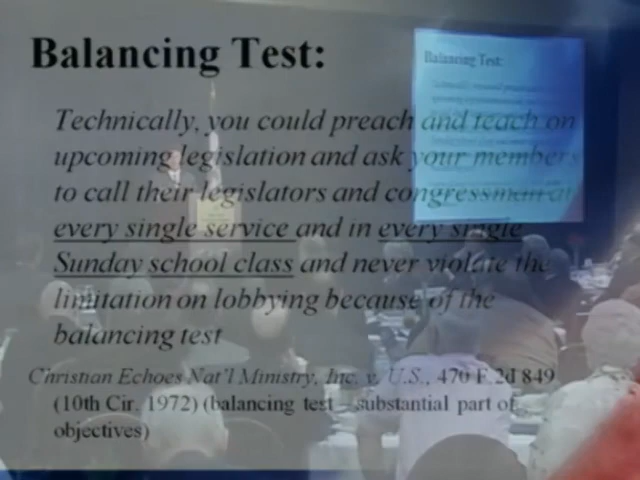 Balancing Test:
Technically, you could preach and teach on
upcoming legislation and ask your members
to call their legislators and congressman at
every single service and in every single
Sunday school class and never violate the
limitation on lobbying because of the
balancing test
Christian Echoes Nat'l Ministry, Inc. v. U.S., 470 F.2d 849
(10th Cir. 1972) (balancing test – substantial part of
objectives)
Balancing Test: